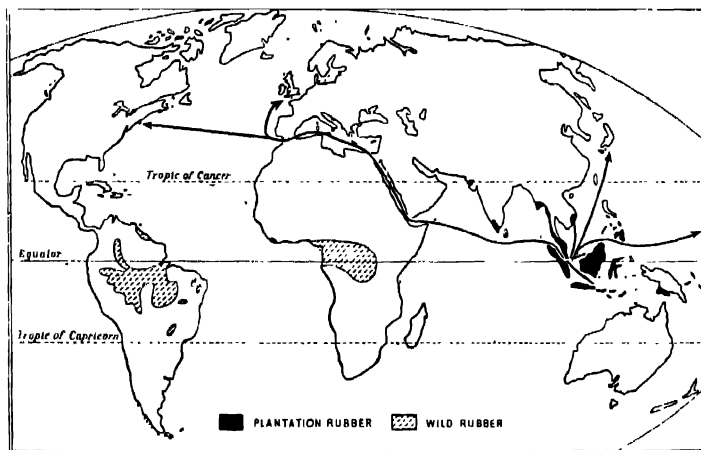 Tropic of Cancer
Equator
Tropic of Capricorn
PLANTATION RUBBER
WILD RUBBER